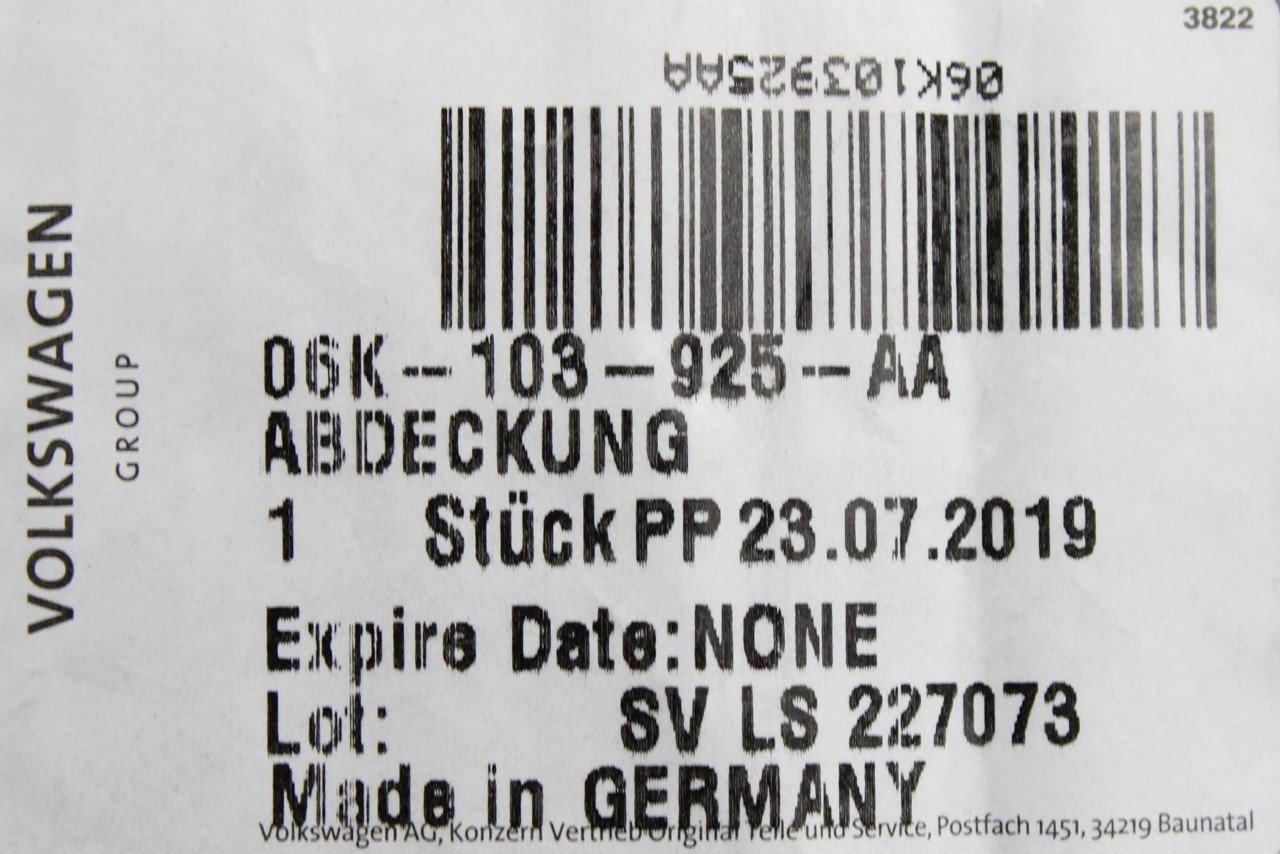 3822
06K103925AA
VOLKSWAGEN
GROUP
06K-103-925-AA
ABDECKUNG
1 Stück PP 23.07.2019
Expire Date:NONE
Lot: SV LS 227073
Made in GERMANY
Volkswagen AG, Konzern Vertrieb Original Teile und Service, Postfach 1451, 34219 Baunatal